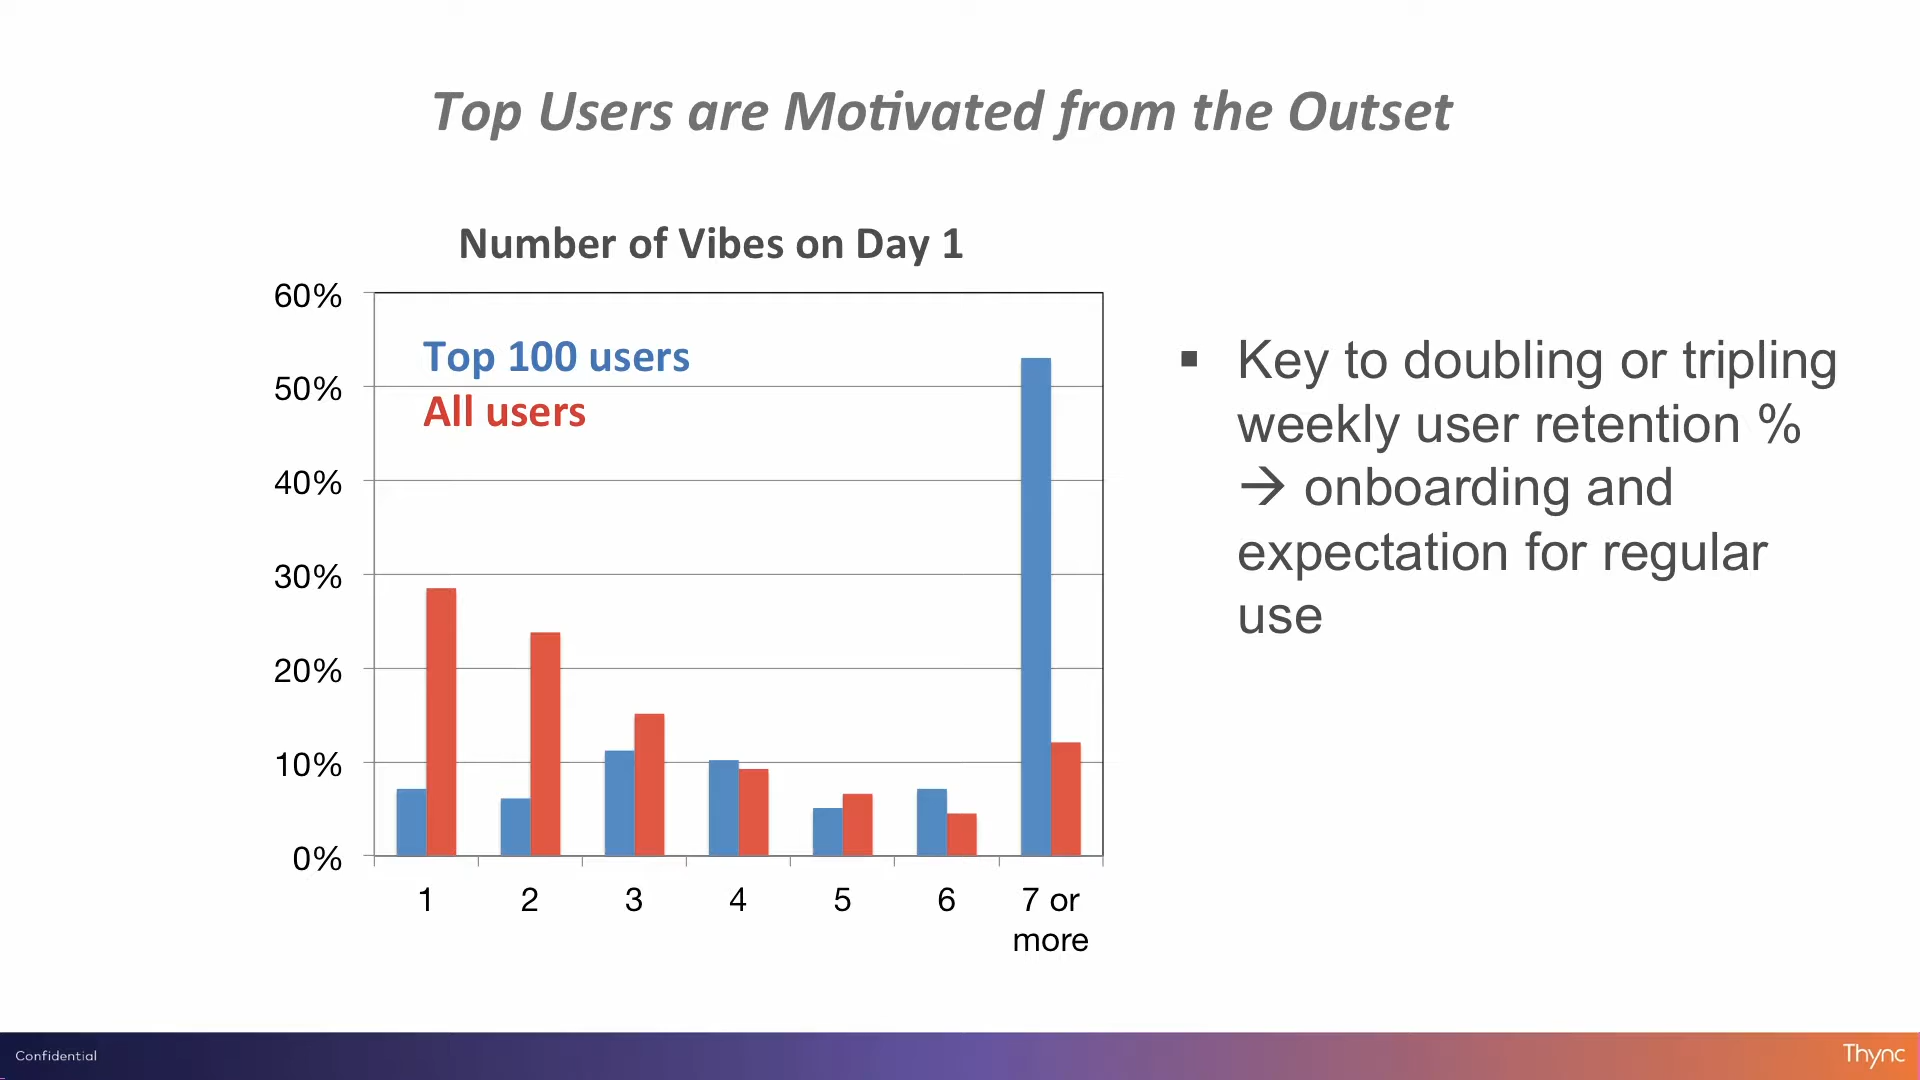 Top Users are Motivated from the Outset
Number of Vibes on Day 1
60%
50%
40%
30%
20%
10%
0%
Top 100 users
All users
1
2
3
4
5
6
7 or
more
▪ Key to doubling or tripling
weekly user retention %
→ onboarding and
expectation for regular
use
Confidential
Thync